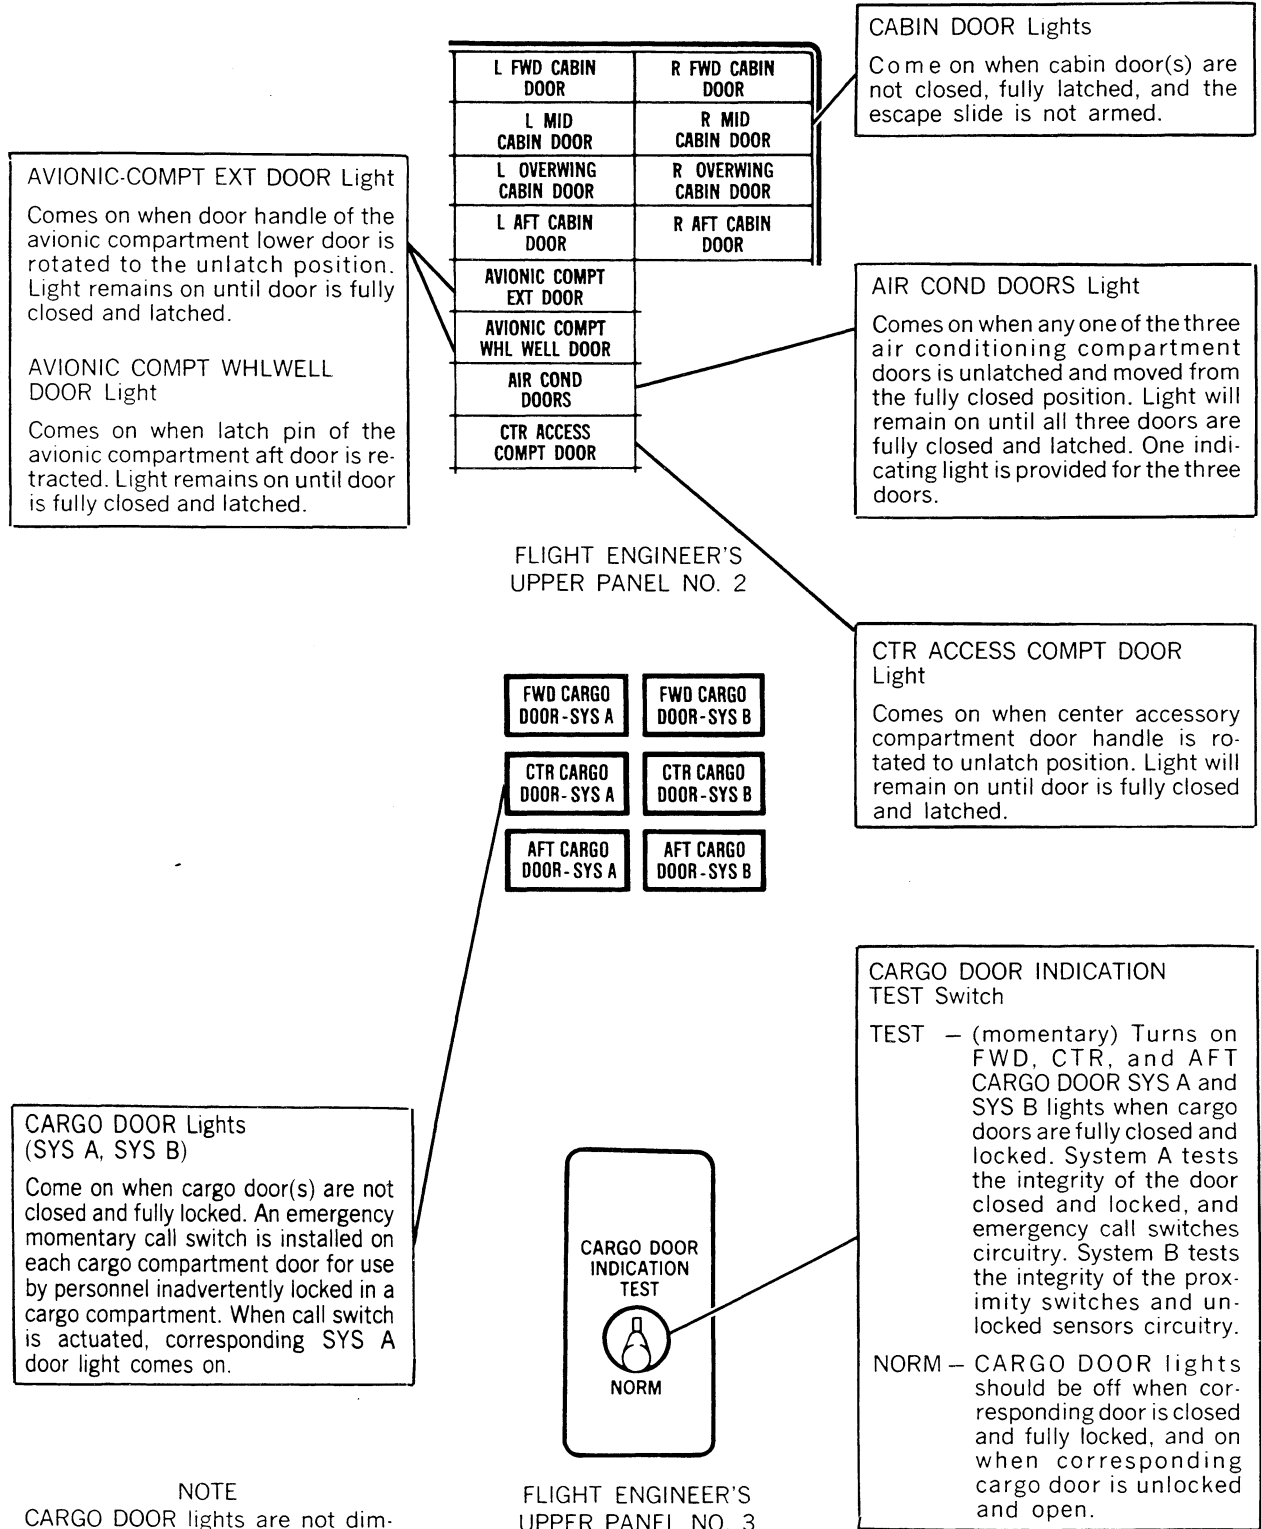 CABIN DOOR Lights
Come on when cabin door(s) are
not closed, fully latched, and the
escape slide is not armed.
L FWD CABIN
DOOR
R FWD CABIN
DOOR
L MID
CABIN DOOR
R MID
CABIN DOOR
L OVERWING
CABIN DOOR
R OVERWING
CABIN DOOR
L AFT CABIN
DOOR
R AFT CABIN
DOOR
AVIONIC COMPT
EXT DOOR
AVIONIC COMPT
WHL WELL DOOR
AIR COND
DOORS
CTR ACCESS
COMPT DOOR
AVIONIC-COMPT EXT DOOR Light
Comes on when door handle of the
avionic compartment lower door is
rotated to the unlatch position.
Light remains on until door is fully
closed and latched.
AVIONIC COMPT WHLWELL
DOOR Light
Comes on when latch pin of the
avionic compartment aft door is re-
tracted. Light remains on until door
is fully closed and latched.
AIR COND DOORS Light
Comes on when any one of the three
air conditioning compartment
doors is unlatched and moved from
the fully closed position. Light will
remain on until all three doors are
fully closed and latched. One indi-
cating light is provided for the three
doors.
FLIGHT ENGINEER'S
UPPER PANEL NO. 2
CTR ACCESS COMPT DOOR
Light
Comes on when center accessory
compartment door handle is ro-
tated to unlatch position. Light will
remain on until door is fully closed
and latched.
FWD CARGO
DOOR-SYS A
FWD CARGO
DOOR-SYS B
CTR CARGO
DOOR-SYS A
CTR CARGO
DOOR-SYS B
AFT CARGO
DOOR-SYS A
AFT CARGO
DOOR-SYS B
CARGO DOOR INDICATION
TEST Switch
TEST – (momentary) Turns on
FWD, CTR, and AFT
CARGO DOOR SYS A and
SYS B lights when cargo
doors are fully closed and
locked. System A tests
the integrity of the door
closed and locked, and
emergency call switches
circuitry. System B tests
the integrity of the prox-
imity switches and un-
locked sensors circuitry.
NORM – CARGO DOOR lights
should be off when cor-
responding door is closed
and fully locked, and on
when corresponding
cargo door is unlocked
and open.
CARGO DOOR Lights
(SYS A, SYS B)
Come on when cargo door(s) are not
closed and fully locked. An emergency
momentary call switch is installed on
each cargo compartment door for use
by personnel inadvertently locked in a
cargo compartment. When call switch
is actuated, corresponding SYS A
door light comes on.
CARGO DOOR
INDICATION
TEST
NORM
NOTE
CARGO DOOR lights are not dim-
FLIGHT ENGINEER'S
UPPER PANEL NO. 3